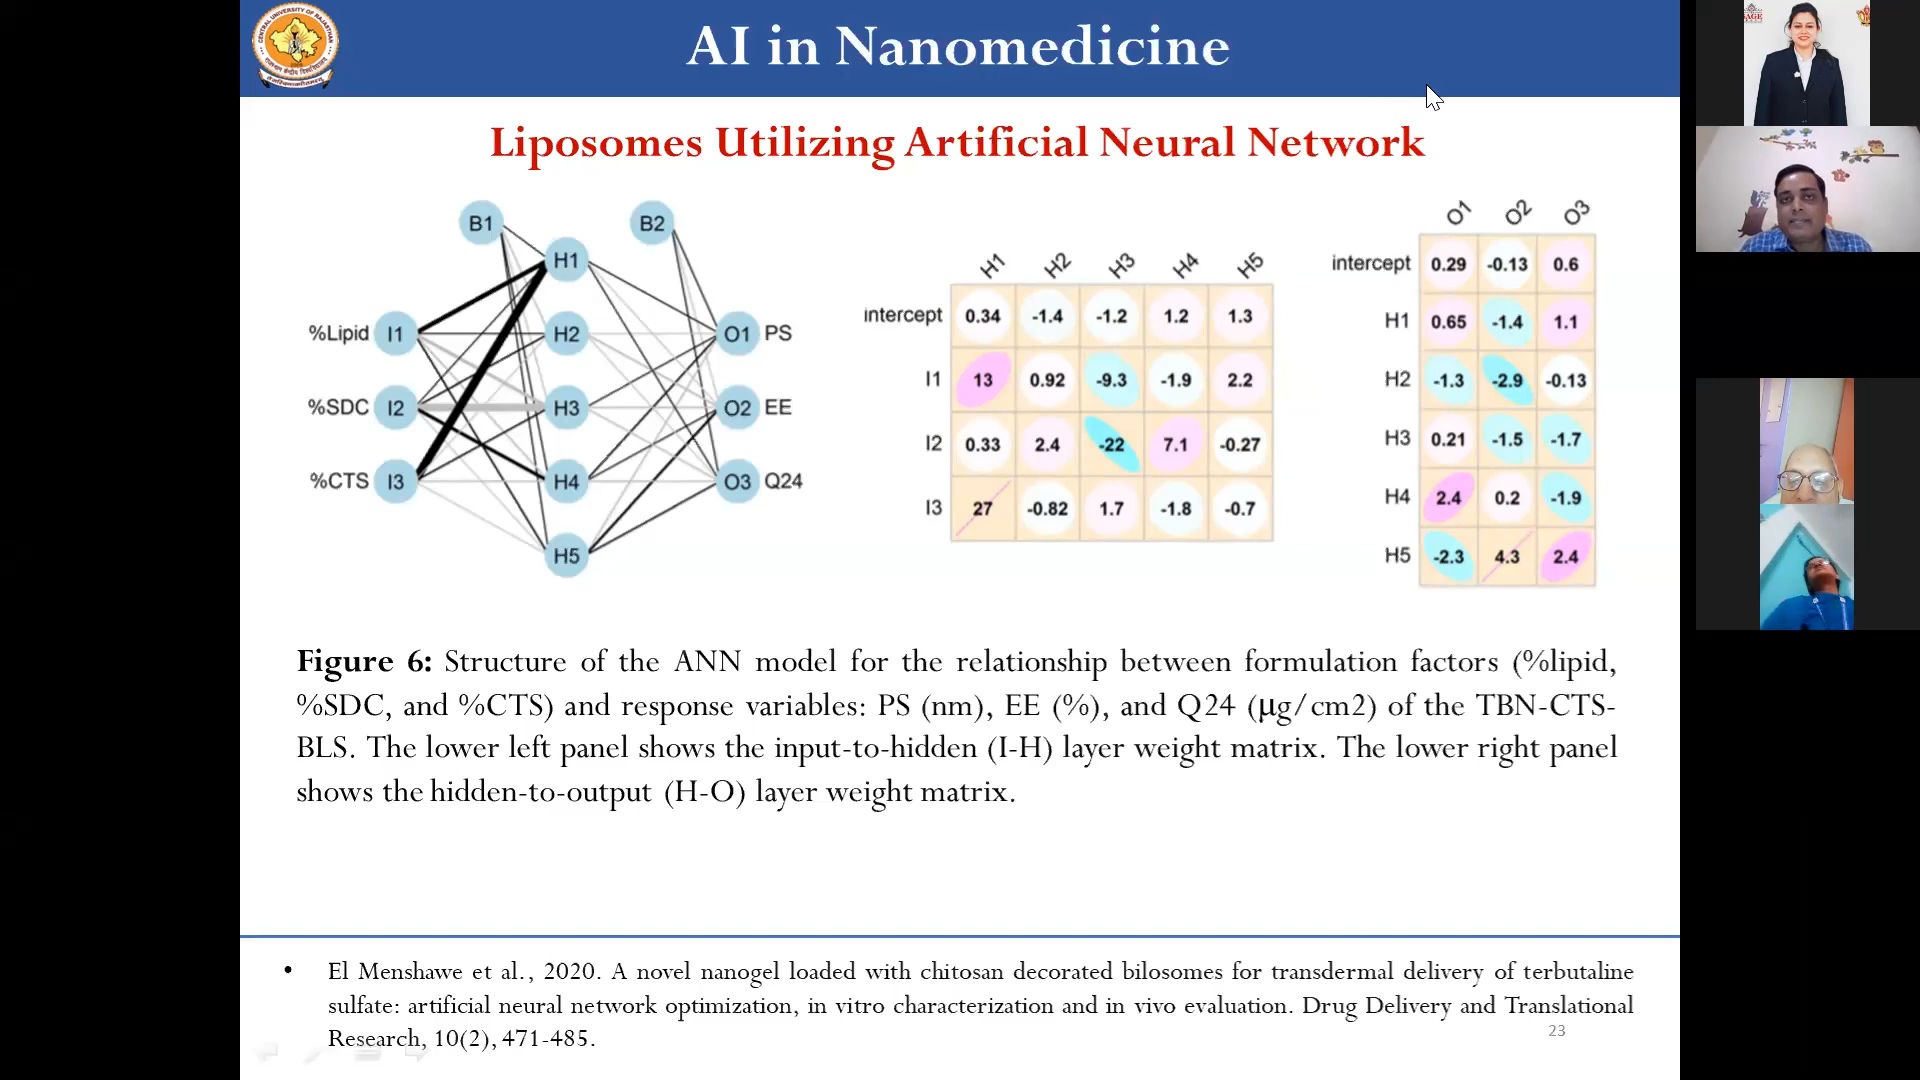 AI in Nanomedicine
Liposomes Utilizing Artificial Neural Network
B1 B2
H1
%Lipid I1 H2 O1 PS
%SDC I2 H3 O2 EE
%CTS I3 H4 O3 Q24
H5
H1 H2 H3 H4 H5
intercept 0.34 -1.4 -1.2 1.2 1.3
I1 13 0.92 -9.3 -1.9 2.2
I2 0.33 2.4 -22 7.1 -0.27
I3 27 -0.82 1.7 -1.8 -0.7
O1 O2 O3
intercept 0.29 -0.13 0.6
H1 0.65 -1.4 1.1
H2 -1.3 -2.9 -0.13
H3 0.21 -1.5 -1.7
H4 2.4 0.2 -1.9
H5 -2.3 4.3 2.4
Figure 6: Structure of the ANN model for the relationship between formulation factors (%lipid,
%SDC, and %CTS) and response variables: PS (nm), EE (%), and Q24 (μg/cm2) of the TBN-CTS-
BLS. The lower left panel shows the input-to-hidden (I-H) layer weight matrix. The lower right panel
shows the hidden-to-output (H-O) layer weight matrix.
• El Menshawe et al., 2020. A novel nanogel loaded with chitosan decorated bilosomes for transdermal delivery of terbutaline
sulfate: artificial neural network optimization, in vitro characterization and in vivo evaluation. Drug Delivery and Translational
Research, 10(2), 471-485.
23